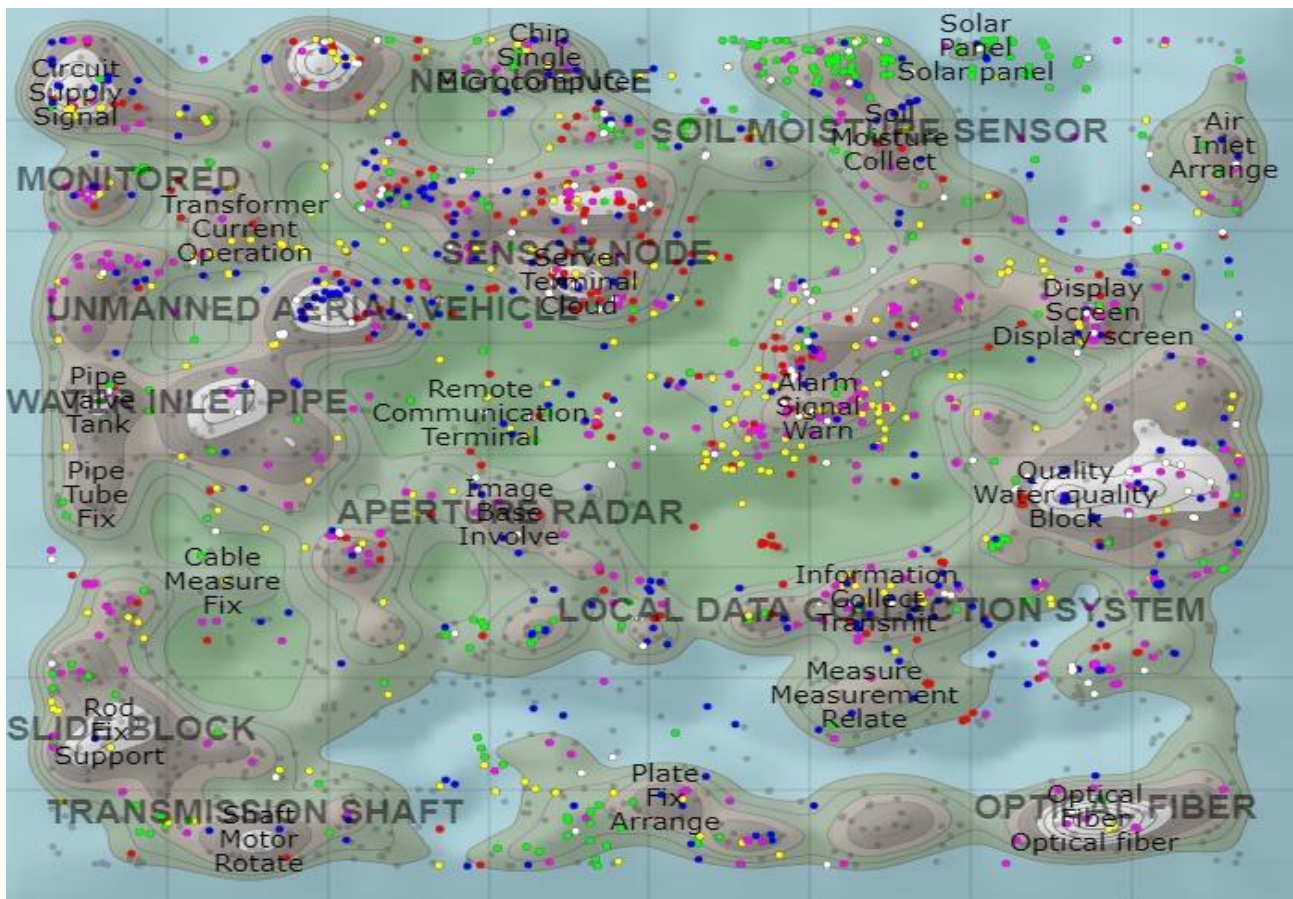 Solar
Panel
Solar panel
Chip
Single
Microcomputer
Circuit
Supply
Signal
SOIL MOISTURE SENSOR
Soil
Moisture
Collect
Air
Inlet
Arrange
MONITORED
Transformer
Current
Operation
SENSOR NODE
Server
Terminal
Cloud
UNMANNED AERIAL VEHICLE
Display
Screen
Display screen
Pipe
Valve
Tank
WATER INLET PIPE
Remote
Communication
Terminal
Alarm
Signal
Warn
Pipe
Tube
Fix
Image
Base
Involve
APERTURE RADAR
Quality
Water quality
Block
Cable
Measure
Fix
Information
Collect
Transmit
LOCAL DATA COLLECTION SYSTEM
Measure
Measurement
Relate
Rod
Fix
Support
SLIDE BLOCK
Plate
Fix
Arrange
TRANSMISSION SHAFT
Shaft
Motor
Rotate
OPTICAL FIBER
Optical
Fiber
Optical fiber